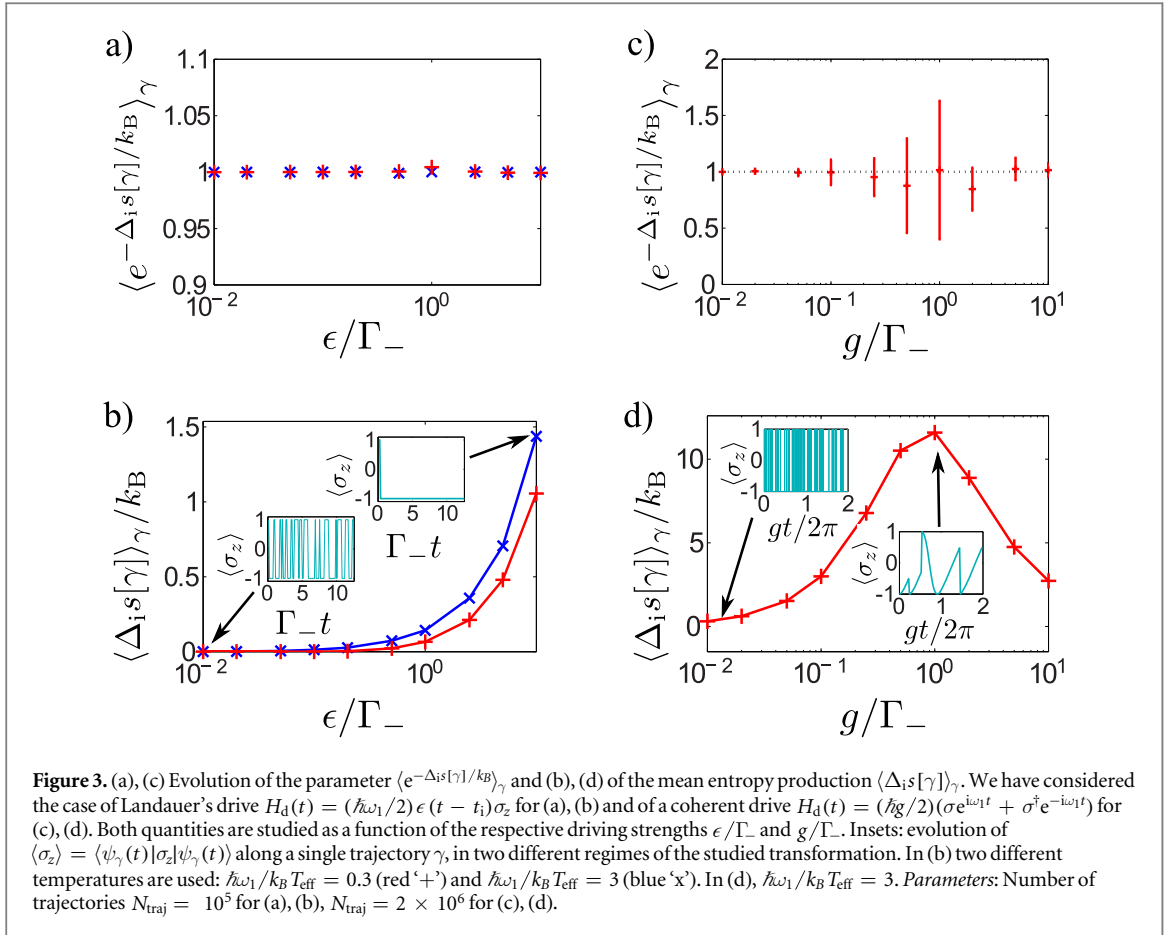 a)
1.1
1.05
1
0.95
0.9
⟨e^{−Δ_i s[γ]/k_B}⟩_γ
10^{−2}
10^0
ϵ/Γ_−
c)
2
1.5
1
0.5
0
⟨e^{−Δ_i s[γ]/k_B}⟩_γ
10^{−2}
10^{−1}
10^0
10^1
g/Γ_−
b)
1.5
1
0.5
0
⟨Δ_i s[γ]⟩_γ/k_B
⟨σ_z⟩
1
0
-1
0 5 10
Γ_−t
⟨σ_z⟩
1
0
-1
0 5 10
Γ_−t
10^{−2}
10^0
ϵ/Γ_−
d)
10
5
0
⟨Δ_i s[γ]⟩_γ/k_B
⟨σ_z⟩
1
0
-1
0 1 2
gt/2π
⟨σ_z⟩
1
0
-1
0 1 2
gt/2π
10^{−2}
10^{−1}
10^0
10^1
g/Γ_−
Figure 3. (a), (c) Evolution of the parameter ⟨e^{−Δ_i s[γ]/k_B}⟩_γ and (b), (d) of the mean entropy production ⟨Δ_i s[γ]⟩_γ. We have considered
the case of Landauer's drive H_d(t) = (ħω_1/2) ϵ (t − t_i)σ_z for (a), (b) and of a coherent drive H_d(t) = (ħg/2)(σe^{iω_1 t} + σ^†e^{−iω_1 t}) for
(c), (d). Both quantities are studied as a function of the respective driving strengths ϵ/Γ_− and g/Γ_−. Insets: evolution of
⟨σ_z⟩ = ⟨ψ_γ(t)|σ_z|ψ_γ(t)⟩ along a single trajectory γ, in two different regimes of the studied transformation. In (b) two different
temperatures are used: ħω_1/k_B T_eff = 0.3 (red '+') and ħω_1/k_B T_eff = 3 (blue 'x'). In (d), ħω_1/k_B T_eff = 3. Parameters: Number of
trajectories N_traj = 10^5 for (a), (b), N_traj = 2 × 10^6 for (c), (d).